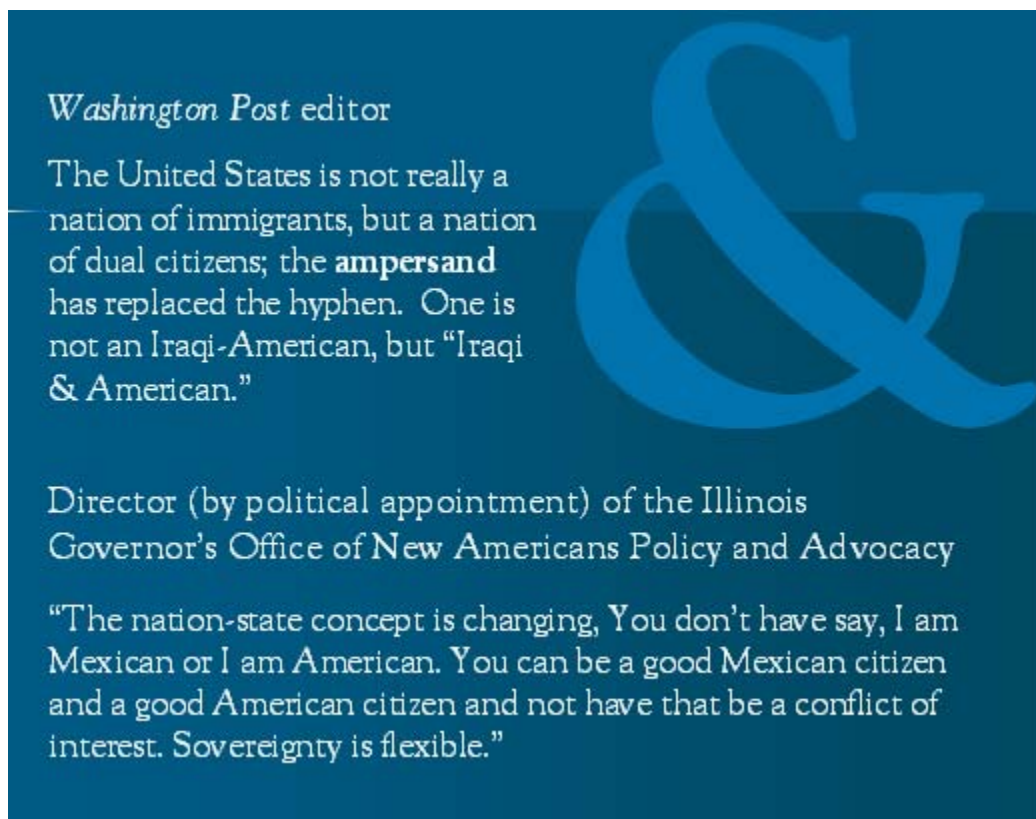 Washington Post editor
The United States is not really a
nation of immigrants, but a nation
of dual citizens; the ampersand
has replaced the hyphen.  One is
not an Iraqi-American, but “Iraqi
& American.”
&
Director (by political appointment) of the Illinois
Governor’s Office of New Americans Policy and Advocacy
“The nation-state concept is changing, You don’t have say, I am
Mexican or I am American. You can be a good Mexican citizen
and a good American citizen and not have that be a conflict of
interest. Sovereignty is flexible.”